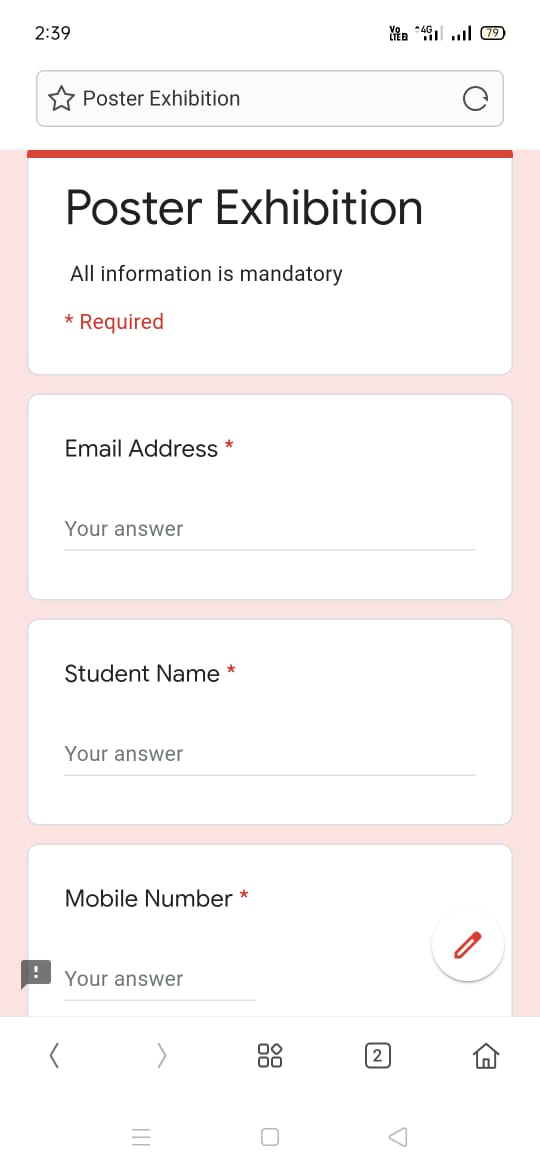 2:39
Vo LTE 4G 79
Poster Exhibition
Poster Exhibition
All information is mandatory
* Required
Email Address *
Your answer
Student Name *
Your answer
Mobile Number *
Your answer
!
2